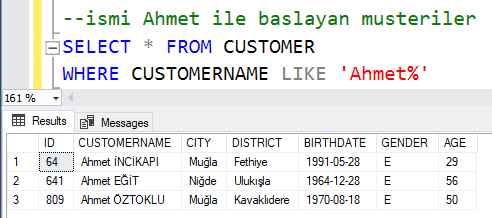 --ismi Ahmet ile baslayan musteriler
SELECT * FROM CUSTOMER
WHERE CUSTOMERNAME LIKE 'Ahmet%'
161 %
Results Messages
ID CUSTOMERNAME CITY DISTRICT BIRTHDATE GENDER AGE
1 64 Ahmet İNCİKAPI Muğla Fethiye 1991-05-28 E 29
2 641 Ahmet EĞİT Niğde Ulukışla 1964-12-28 E 56
3 809 Ahmet ÖZTOKLU Muğla Kavaklıdere 1970-08-18 E 50